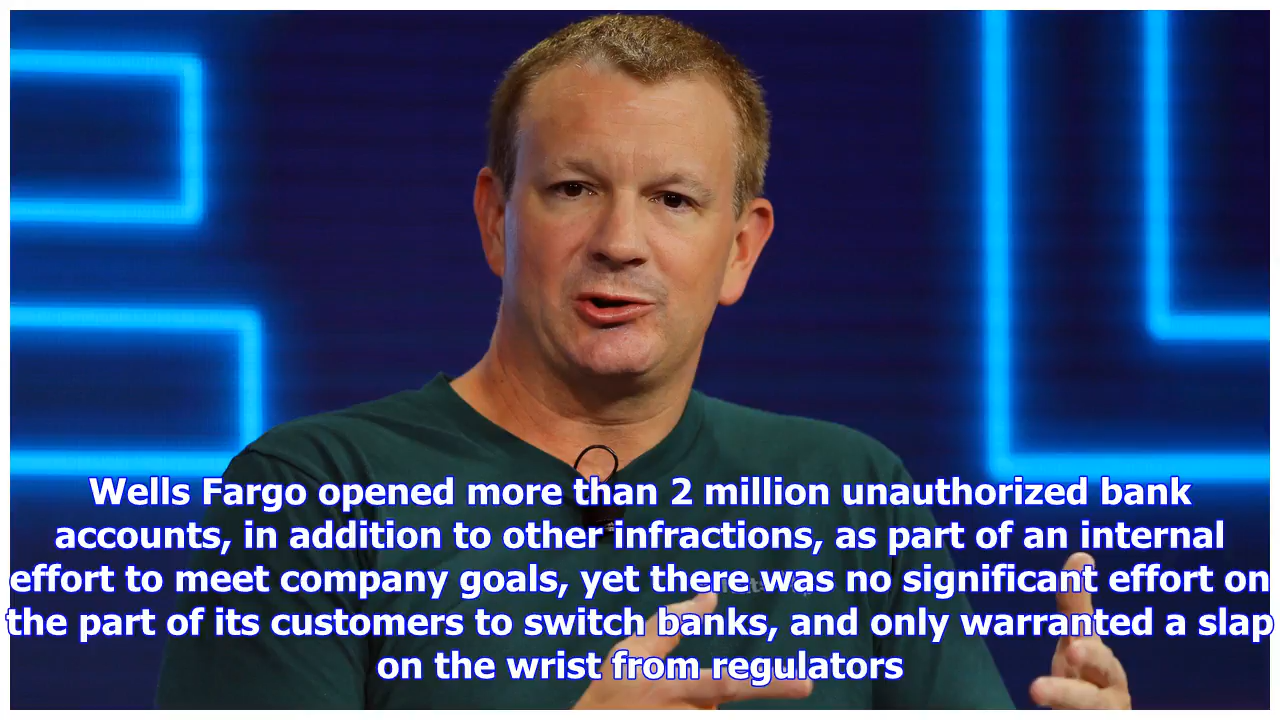 Wells Fargo opened more than 2 million unauthorized bank
accounts, in addition to other infractions, as part of an internal
effort to meet company goals, yet there was no significant effort on
the part of its customers to switch banks, and only warranted a slap
on the wrist from regulators